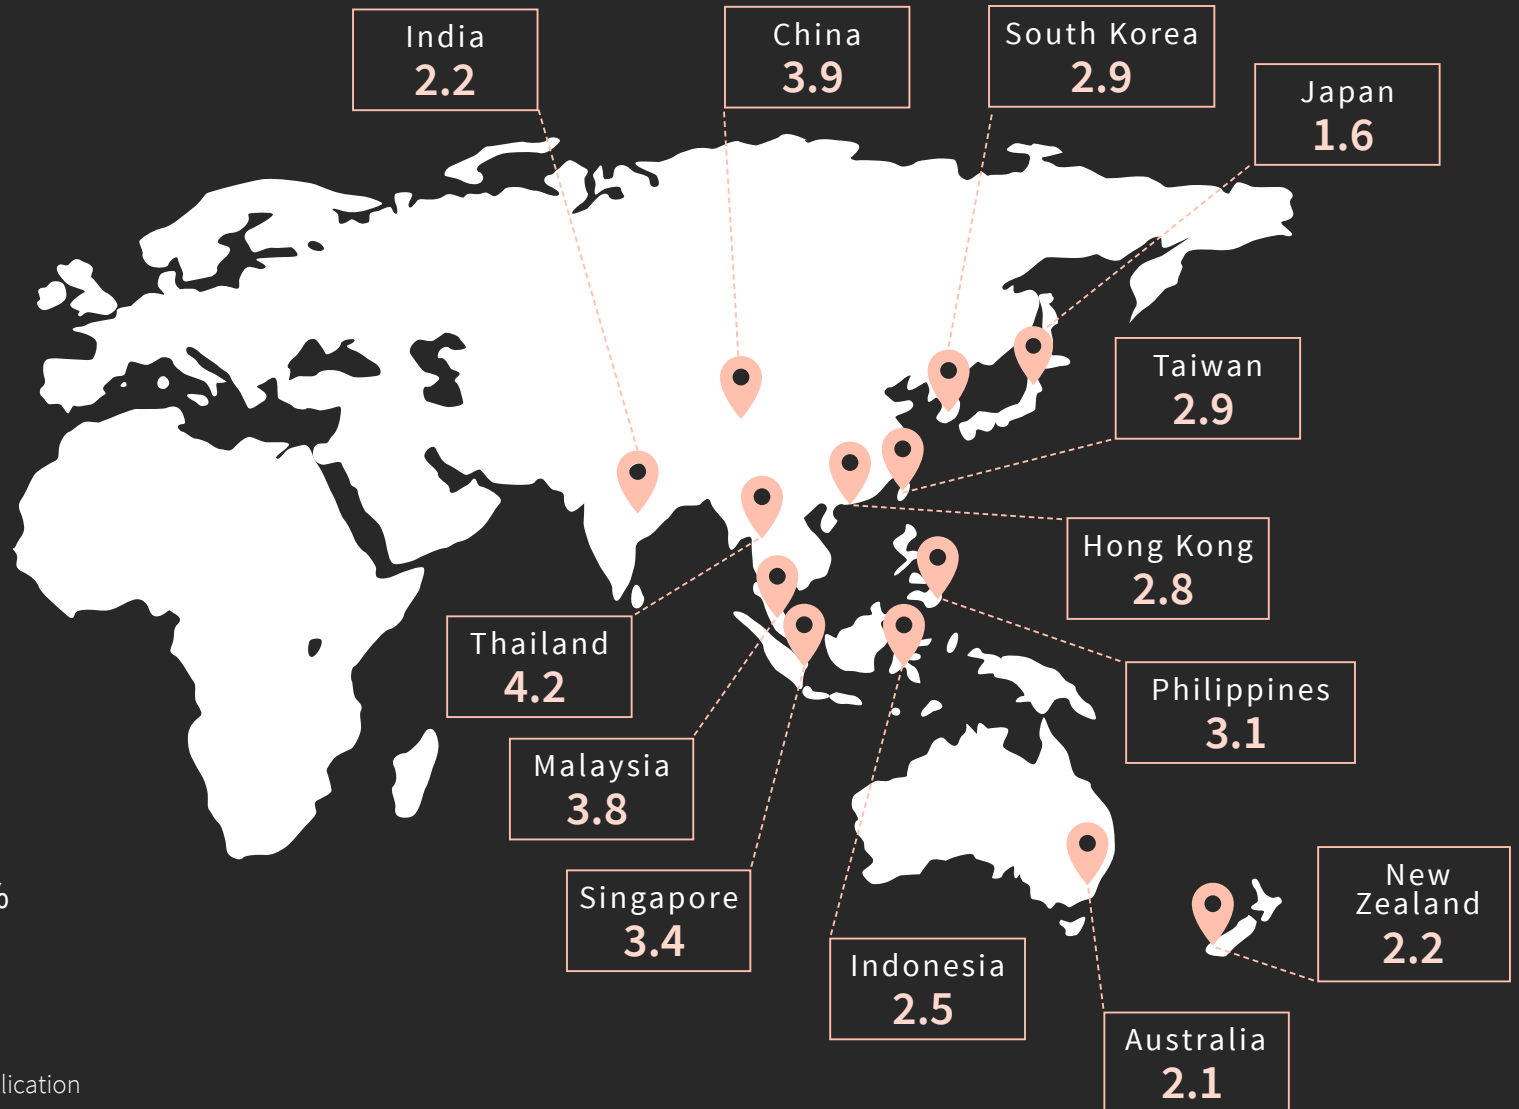 India
2.2
China
3.9
South Korea
2.9
Japan
1.6
Taiwan
2.9
Hong Kong
2.8
Thailand
4.2
Philippines
3.1
Malaysia
3.8
Singapore
3.4
Indonesia
2.5
New
Zealand
2.2
Australia
2.1
%
lication